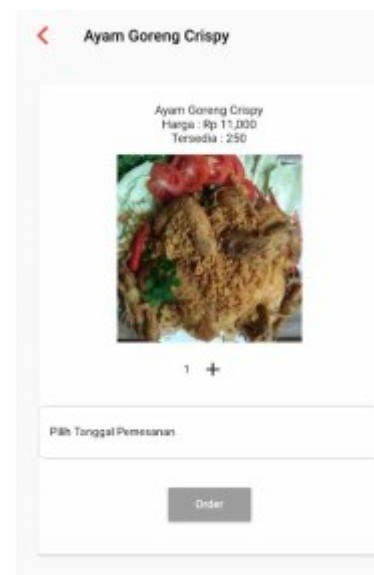 Ayam Goreng Crispy
Ayam Goreng Crispy
Harga : Rp 11,000
Tersedia : 250
1 +
Pilih Tanggal Pemesanan
Order